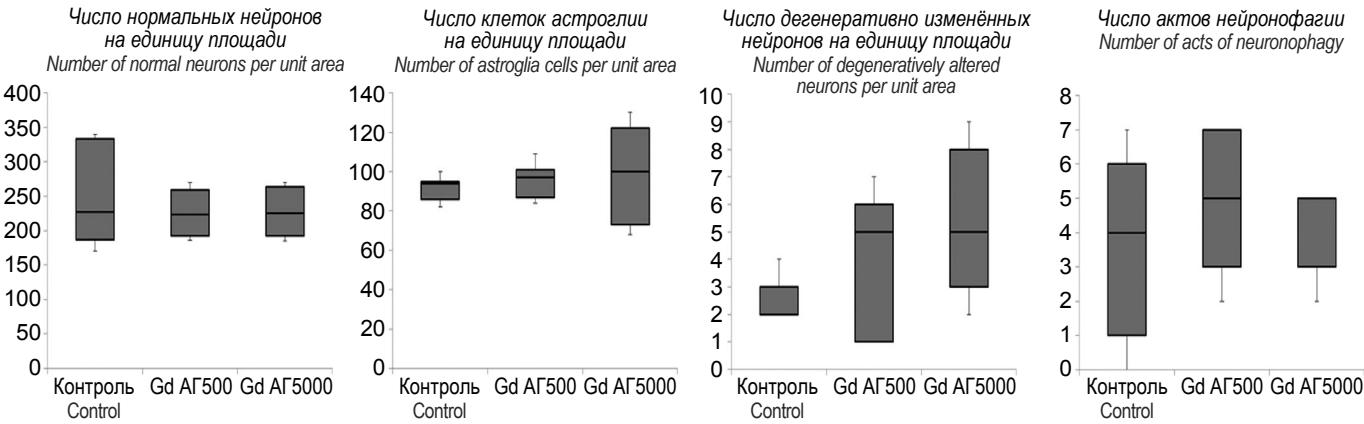 Число нормальных нейронов
на единицу площади
Number of normal neurons per unit area
400
350
300
250
200
150
100
50
0
Контроль
Control
Gd АГ500
Gd АГ5000
Число клеток астроглии
на единицу площади
Number of astroglia cells per unit area
140
120
100
80
60
40
20
0
Контроль
Control
Gd АГ500
Gd АГ5000
Число дегенеративно изменённых
нейронов на единицу площади
Number of degeneratively altered
neurons per unit area
10
9
8
7
6
5
4
3
2
1
0
Контроль
Control
Gd АГ500
Gd АГ5000
Число актов нейронофагии
Number of acts of neuronophagy
8
7
6
5
4
3
2
1
0
Контроль
Control
Gd АГ500
Gd АГ5000